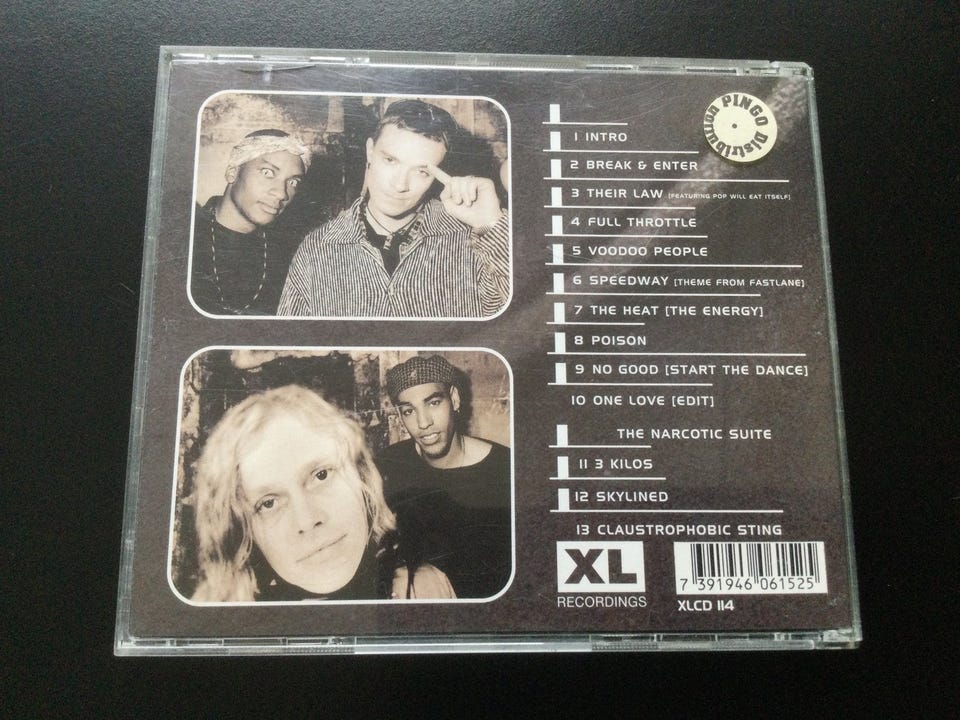 PINGO Distribution
1 INTRO
2 BREAK & ENTER
3 THEIR LAW [FEATURING POP WILL EAT ITSELF]
4 FULL THROTTLE
5 VOODOO PEOPLE
6 SPEEDWAY [THEME FROM FASTLANE]
7 THE HEAT [THE ENERGY]
8 POISON
9 NO GOOD [START THE DANCE]
10 ONE LOVE [EDIT]
THE NARCOTIC SUITE
11 3 KILOS
12 SKYLINED
13 CLAUSTROPHOBIC STING
XL
RECORDINGS
7 391946 061525
XLCD 114